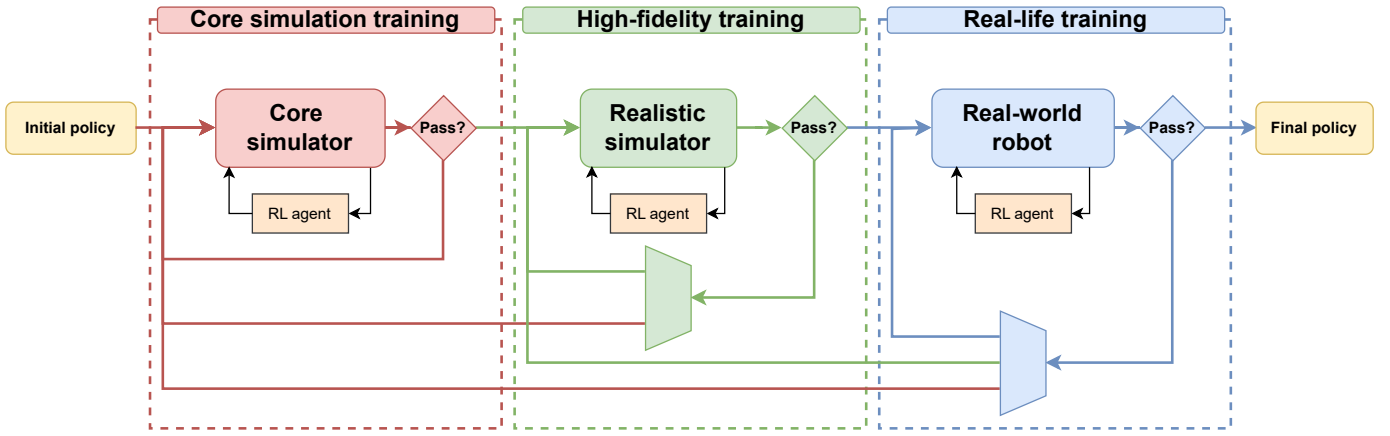 Core simulation training
High-fidelity training
Real-life training
Initial policy
Core
simulator
Pass?
Realistic
simulator
Pass?
Real-world
robot
Pass?
Final policy
RL agent
RL agent
RL agent